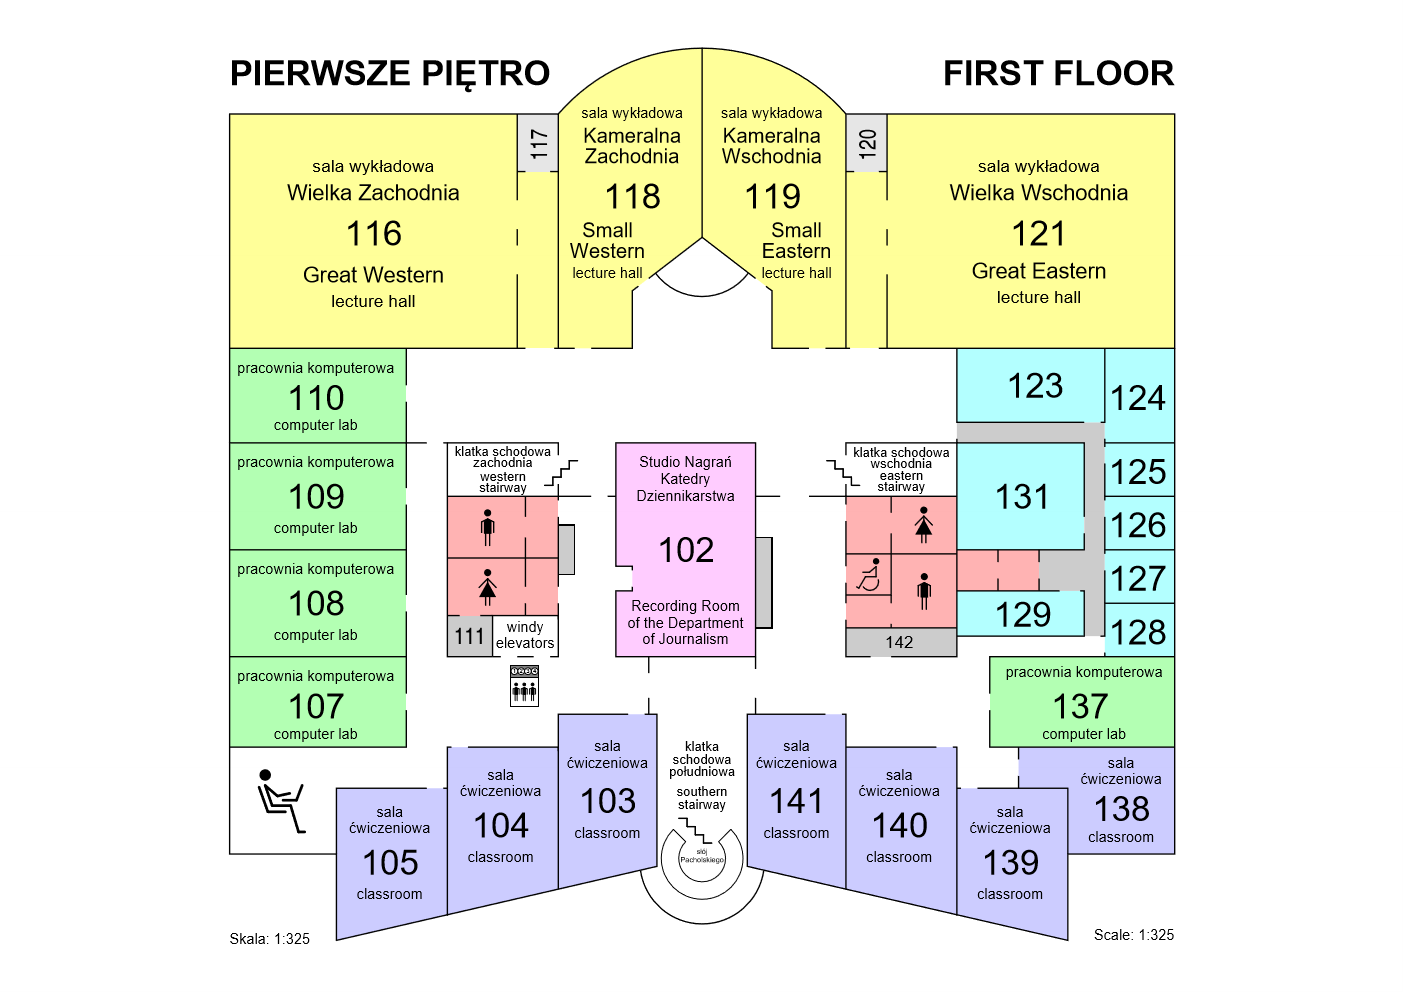 PIERWSZE PIĘTRO
FIRST FLOOR
sala wykładowa
Wielka Zachodnia
116
Great Western
lecture hall
117
sala wykładowa
Kameralna
Zachodnia
118
Small
Western
lecture hall
sala wykładowa
Kameralna
Wschodnia
119
Small
Eastern
lecture hall
120
sala wykładowa
Wielka Wschodnia
121
Great Eastern
lecture hall
pracownia komputerowa
110
computer lab
pracownia komputerowa
109
computer lab
pracownia komputerowa
108
computer lab
pracownia komputerowa
107
computer lab
klatka schodowa
zachodnia
western
stairway
111
windy
elevators
1 2 3 4
Studio Nagrań
Katedry
Dziennikarstwa
102
Recording Room
of the Department
of Journalism
klatka schodowa
wschodnia
eastern
stairway
142
123
124
125
131
126
127
129
128
pracownia komputerowa
137
computer lab
sala
ćwiczeniowa
105
classroom
sala
ćwiczeniowa
104
classroom
sala
ćwiczeniowa
103
classroom
klatka
schodowa
południowa
southern
stairway
słój
Pacholskiego
sala
ćwiczeniowa
141
classroom
sala
ćwiczeniowa
140
classroom
sala
ćwiczeniowa
139
classroom
sala
ćwiczeniowa
138
classroom
Skala: 1:325
Scale: 1:325